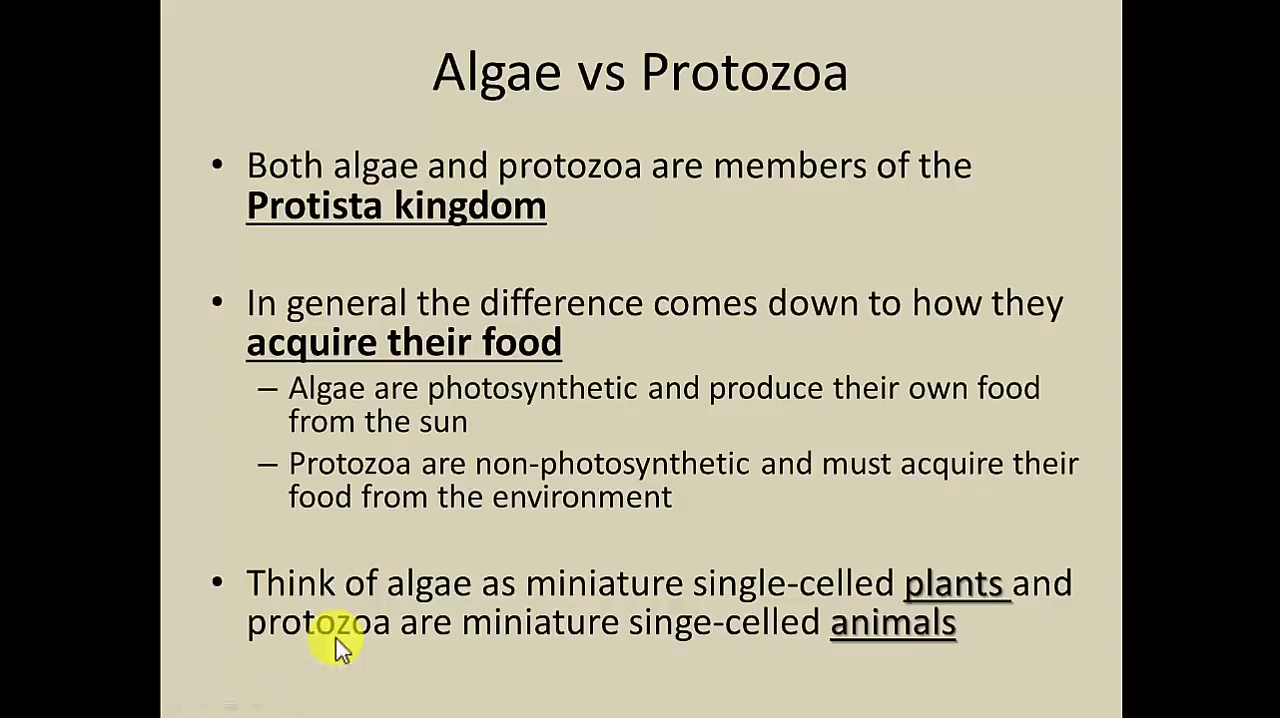 Algae vs Protozoa
• Both algae and protozoa are members of the
Protista kingdom
• In general the difference comes down to how they
acquire their food
– Algae are photosynthetic and produce their own food
from the sun
– Protozoa are non-photosynthetic and must acquire their
food from the environment
• Think of algae as miniature single-celled plants and
protozoa are miniature singe-celled animals